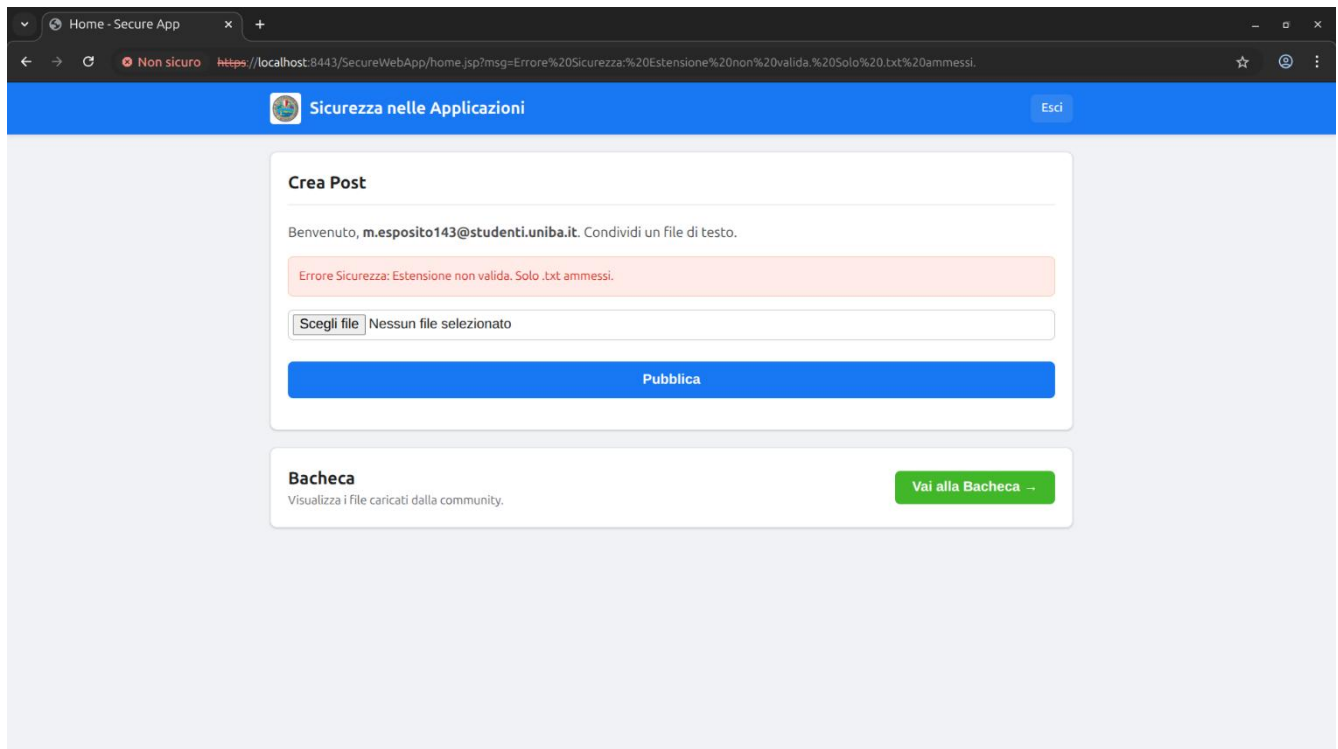 Home - Secure App
Non sicuro https://localhost:8443/SecureWebApp/home.jsp?msg=Errore%20Sicurezza:%20Estensione%20non%20valida.%20Solo%20.txt%20ammessi.
Sicurezza nelle Applicazioni
Esci
Crea Post
Benvenuto, m.esposito143@studenti.uniba.it. Condividi un file di testo.
Errore Sicurezza: Estensione non valida. Solo .txt ammessi.
Scegli file Nessun file selezionato
Pubblica
Bacheca
Visualizza i file caricati dalla community.
Vai alla Bacheca →